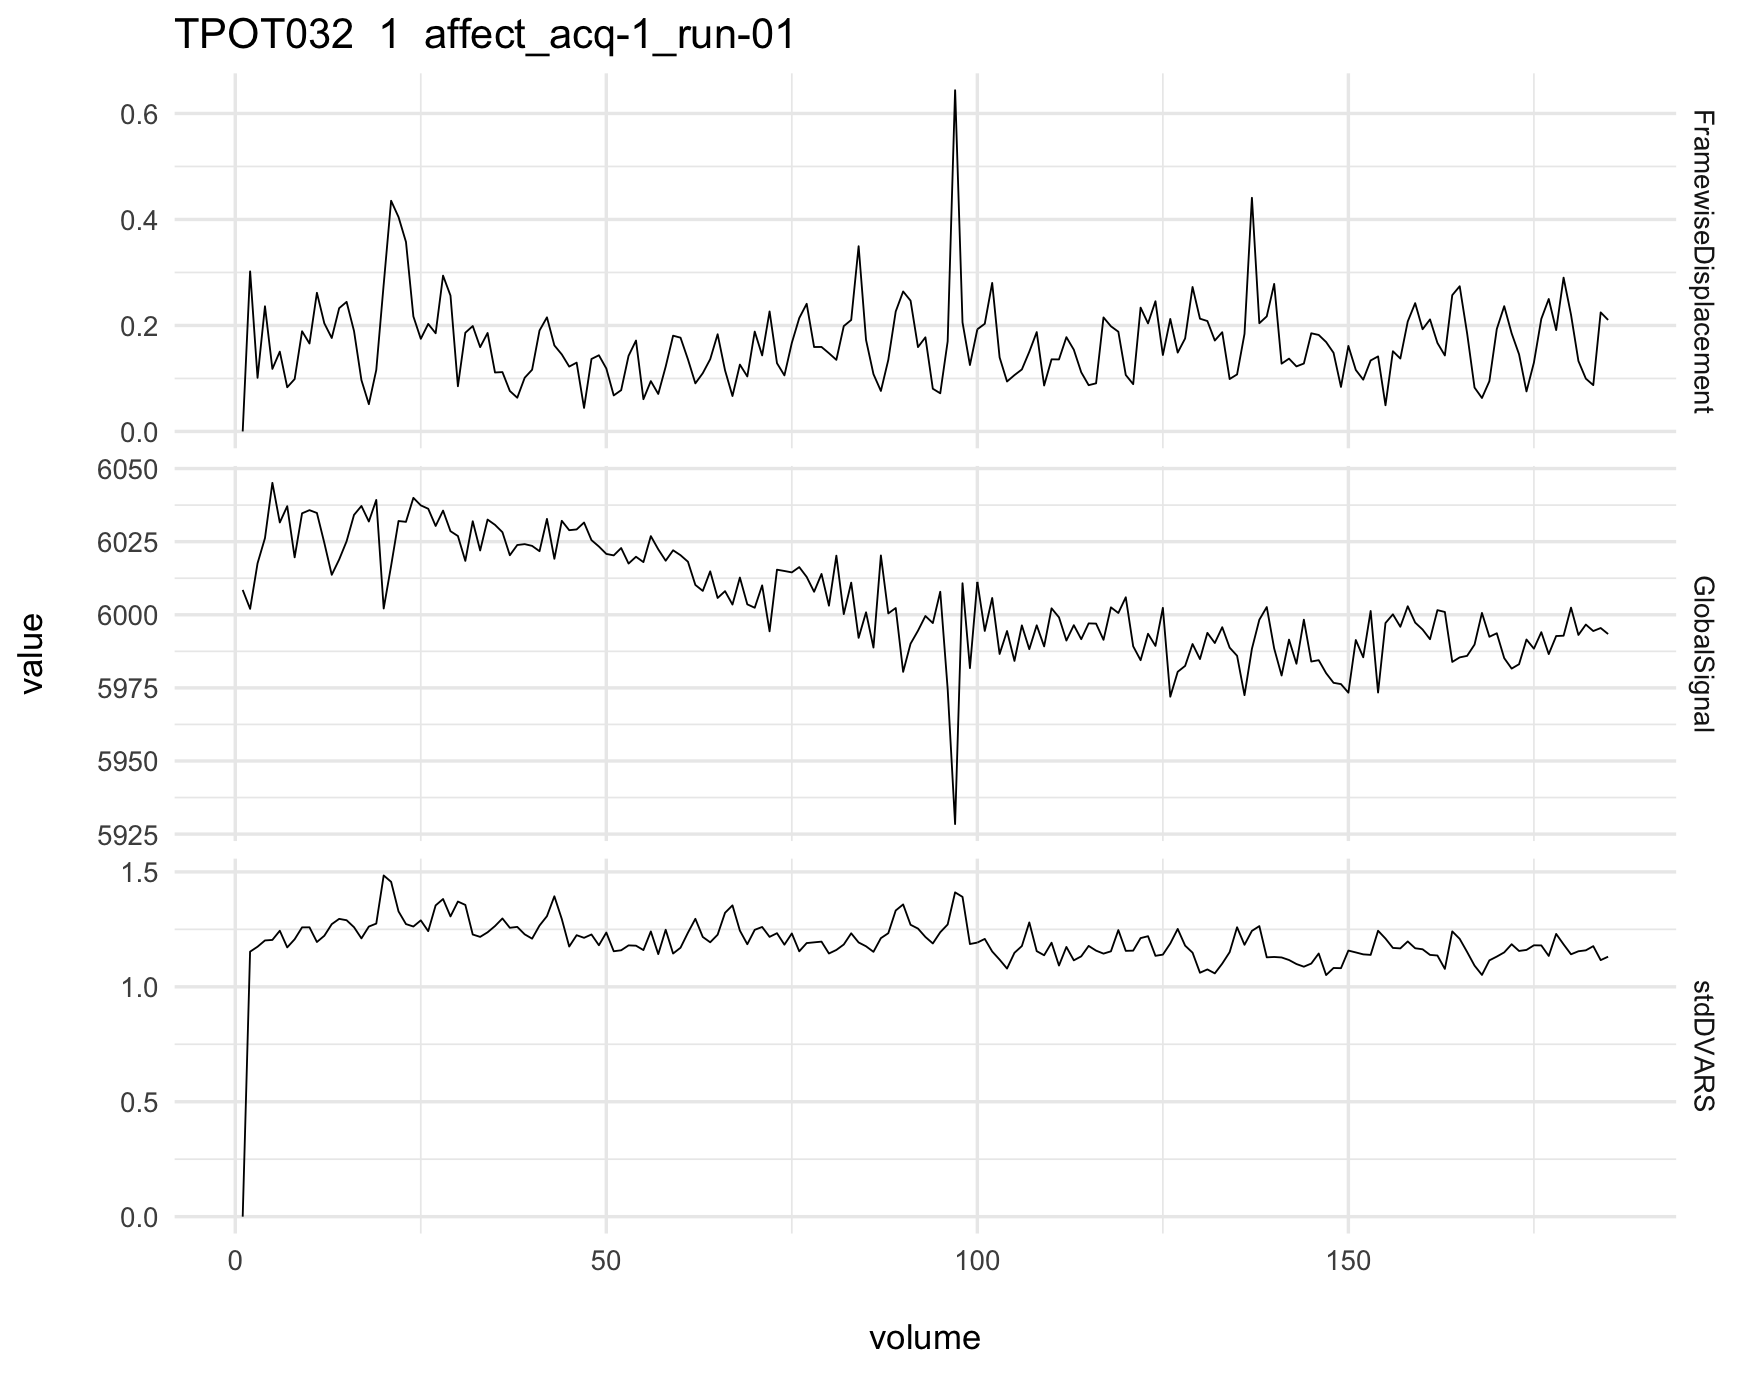 TPOT032 1 affect_acq-1_run-01
0.6
0.4
0.2
0.0
FramewiseDisplacement
6050
6025
6000
5975
5950
5925
GlobalSignal
1.5
1.0
0.5
0.0
stdDVARS
value
0 50 100 150
volume